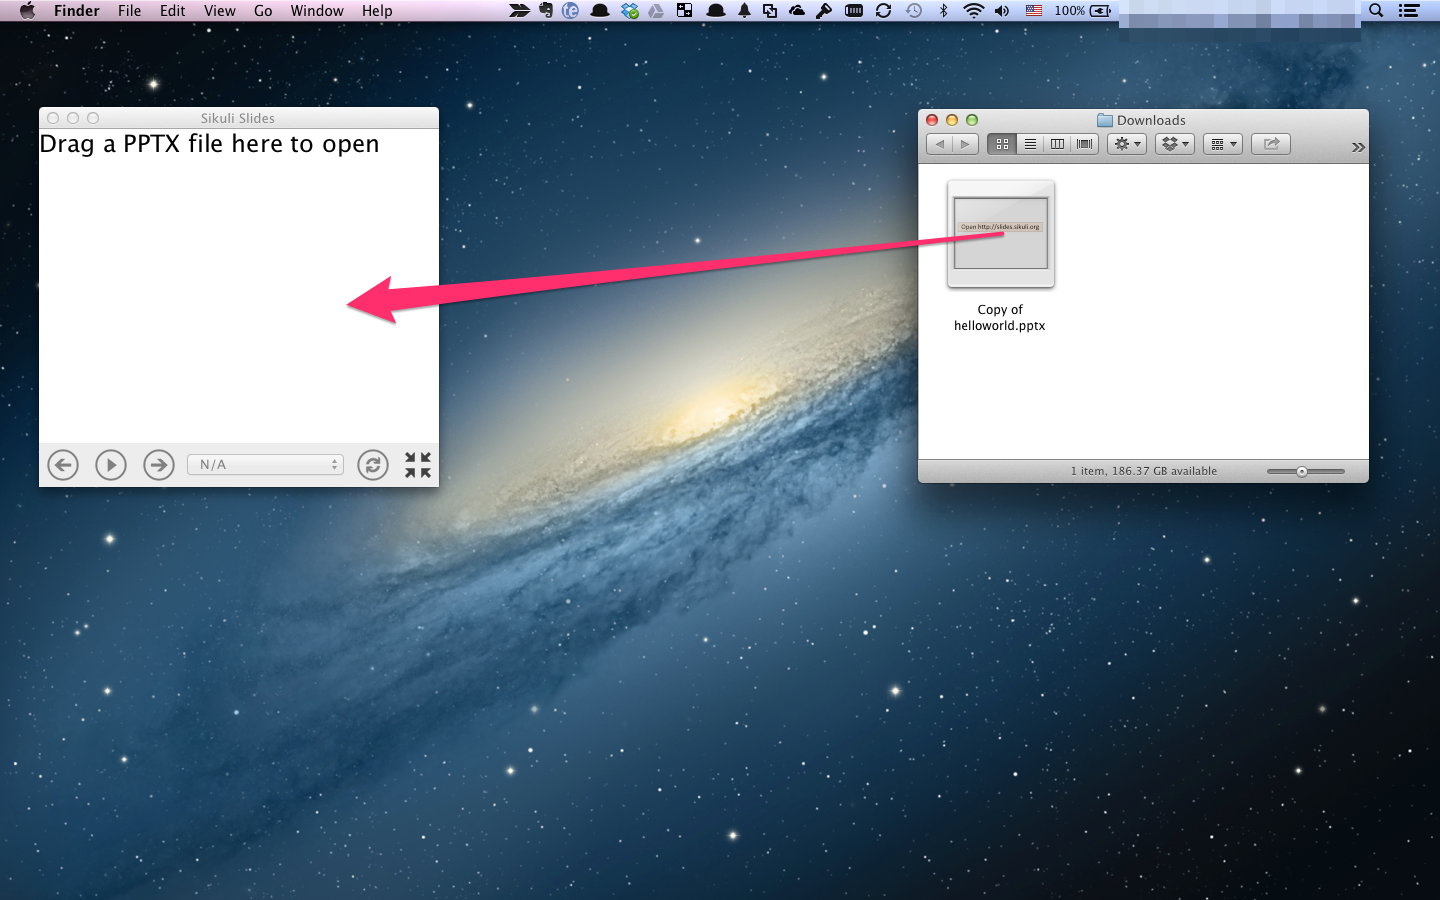 Finder File Edit View Go Window Help
100%
Sikuli Slides
Drag a PPTX file here to open
N/A
Downloads
Open http://slides.sikuli.org
Copy of
helloworld.pptx
1 item, 186.37 GB available